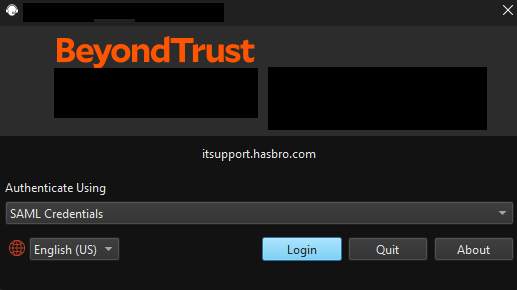 BeyondTrust
itsupport.hasbro.com
Authenticate Using
SAML Credentials
English (US)
Login
Quit
About